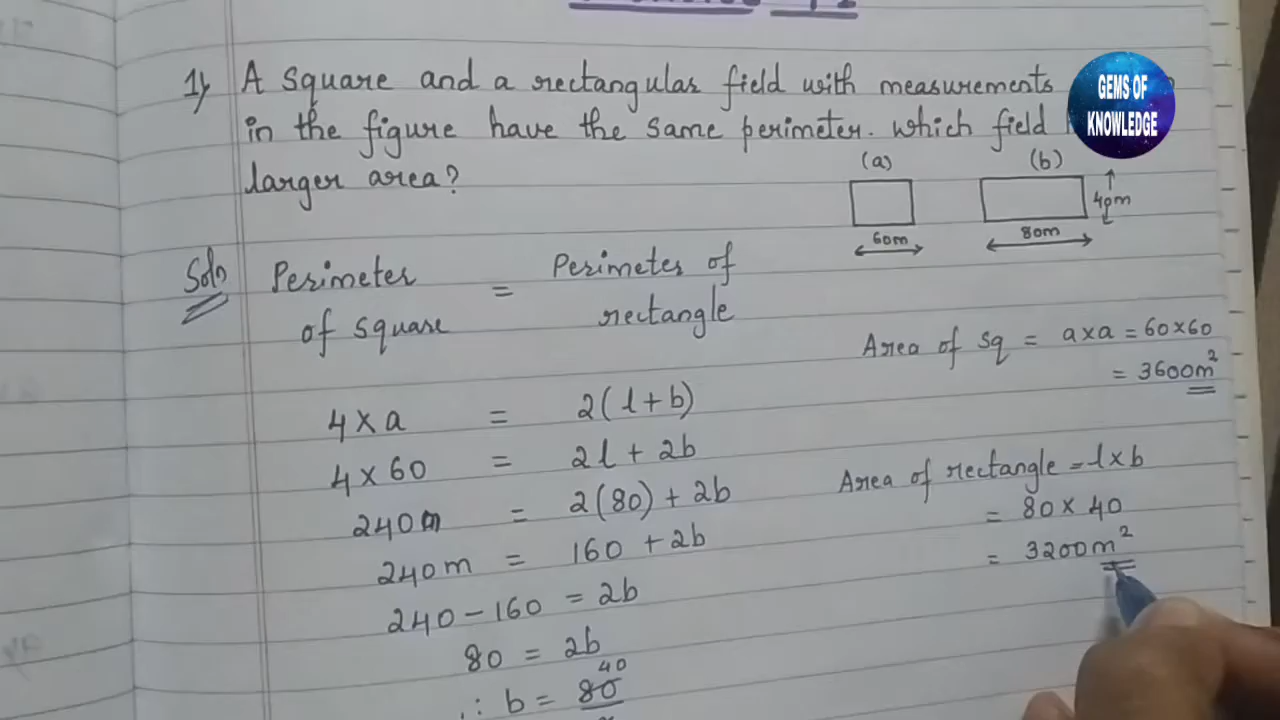 1) A square and a rectangular field with measurements
in the figure have the same perimeter. Which field
larger area?
GEMS OF
KNOWLEDGE
(a) (b)
60m 80m 40m
Soln Perimeter of square = Perimeter of rectangle
4 × a = 2(l + b)
4 × 60 = 2l + 2b
240m = 2(80) + 2b
240m = 160 + 2b
240 - 160 = 2b
80 = 2b
40
∴ b = 80
Area of sq = a×a = 60×60
= 3600m²
Area of rectangle = l×b
= 80 × 40
= 3200m²